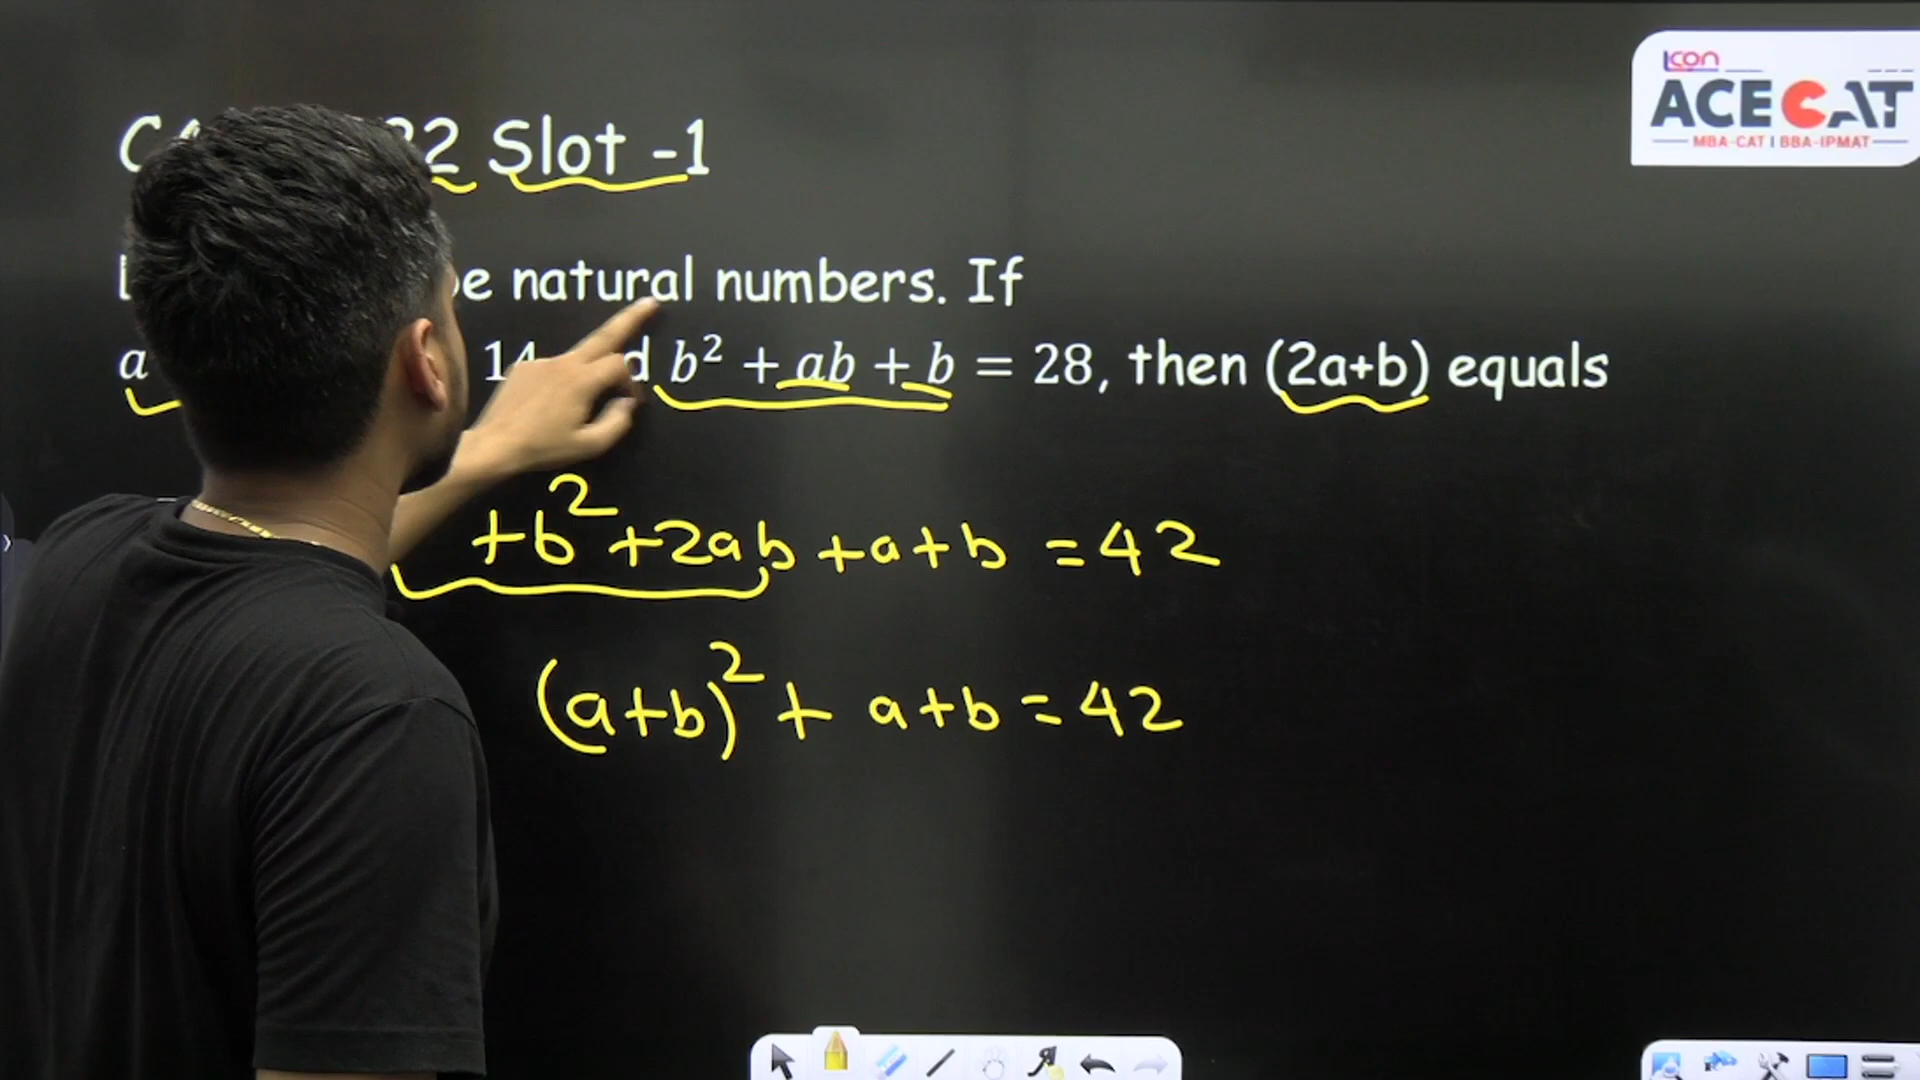 Icon
ACE CAT
MBA-CAT | BBA-IPMAT
22 Slot -1
be natural numbers. If
a 14 b² + ab + b = 28, then (2a+b) equals
+b²+2ab+a+b =42
(a+b)²+ a+b=42